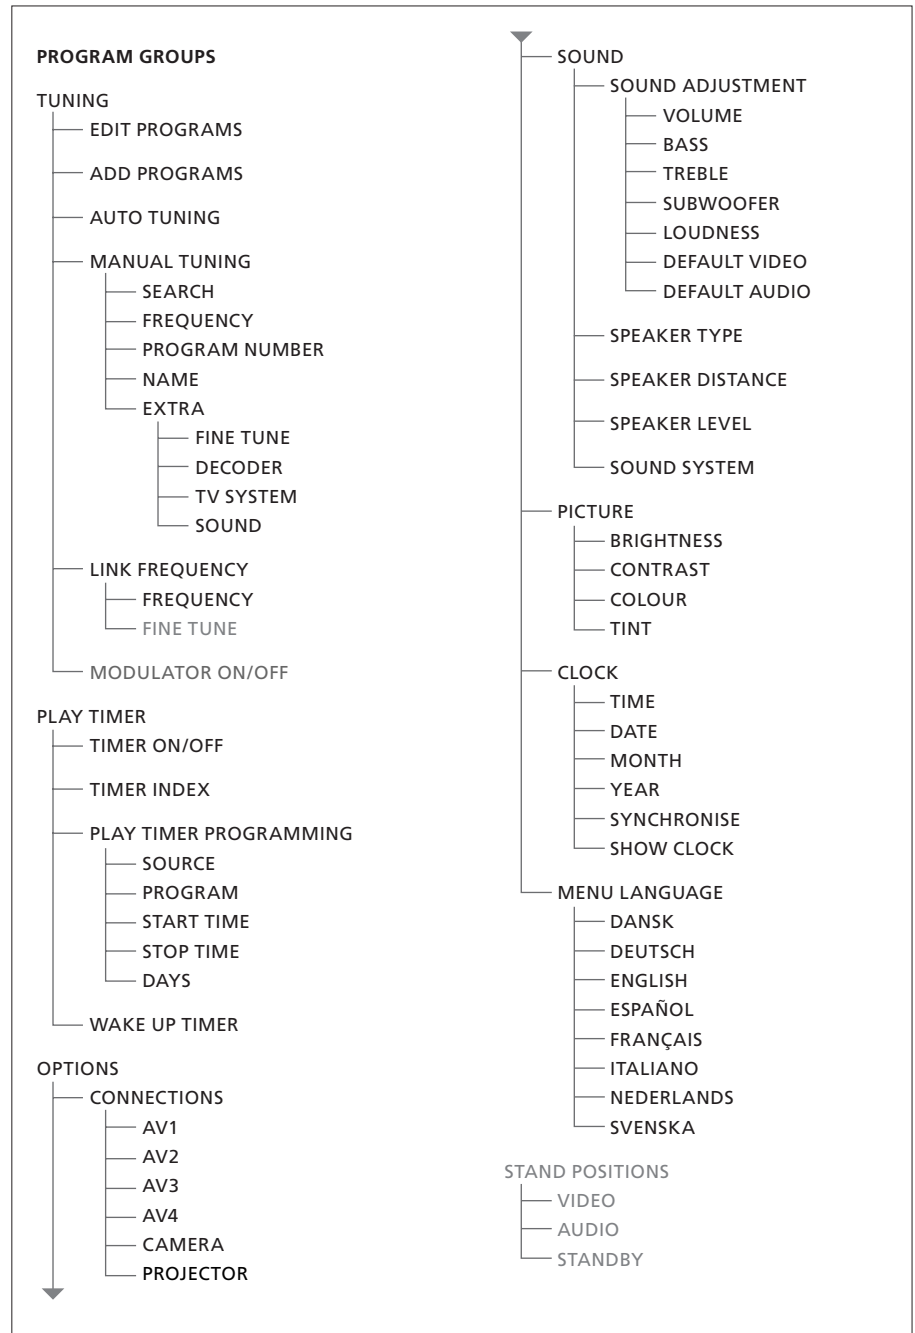 PROGRAM GROUPS
TUNING
EDIT PROGRAMS
ADD PROGRAMS
AUTO TUNING
MANUAL TUNING
SEARCH
FREQUENCY
PROGRAM NUMBER
NAME
EXTRA
FINE TUNE
DECODER
TV SYSTEM
SOUND
LINK FREQUENCY
FREQUENCY
FINE TUNE
MODULATOR ON/OFF
PLAY TIMER
TIMER ON/OFF
TIMER INDEX
PLAY TIMER PROGRAMMING
SOURCE
PROGRAM
START TIME
STOP TIME
DAYS
WAKE UP TIMER
OPTIONS
CONNECTIONS
AV1
AV2
AV3
AV4
CAMERA
PROJECTOR
SOUND
SOUND ADJUSTMENT
VOLUME
BASS
TREBLE
SUBWOOFER
LOUDNESS
DEFAULT VIDEO
DEFAULT AUDIO
SPEAKER TYPE
SPEAKER DISTANCE
SPEAKER LEVEL
SOUND SYSTEM
PICTURE
BRIGHTNESS
CONTRAST
COLOUR
TINT
CLOCK
TIME
DATE
MONTH
YEAR
SYNCHRONISE
SHOW CLOCK
MENU LANGUAGE
DANSK
DEUTSCH
ENGLISH
ESPAÑOL
FRANÇAIS
ITALIANO
NEDERLANDS
SVENSKA
STAND POSITIONS
VIDEO
AUDIO
STANDBY